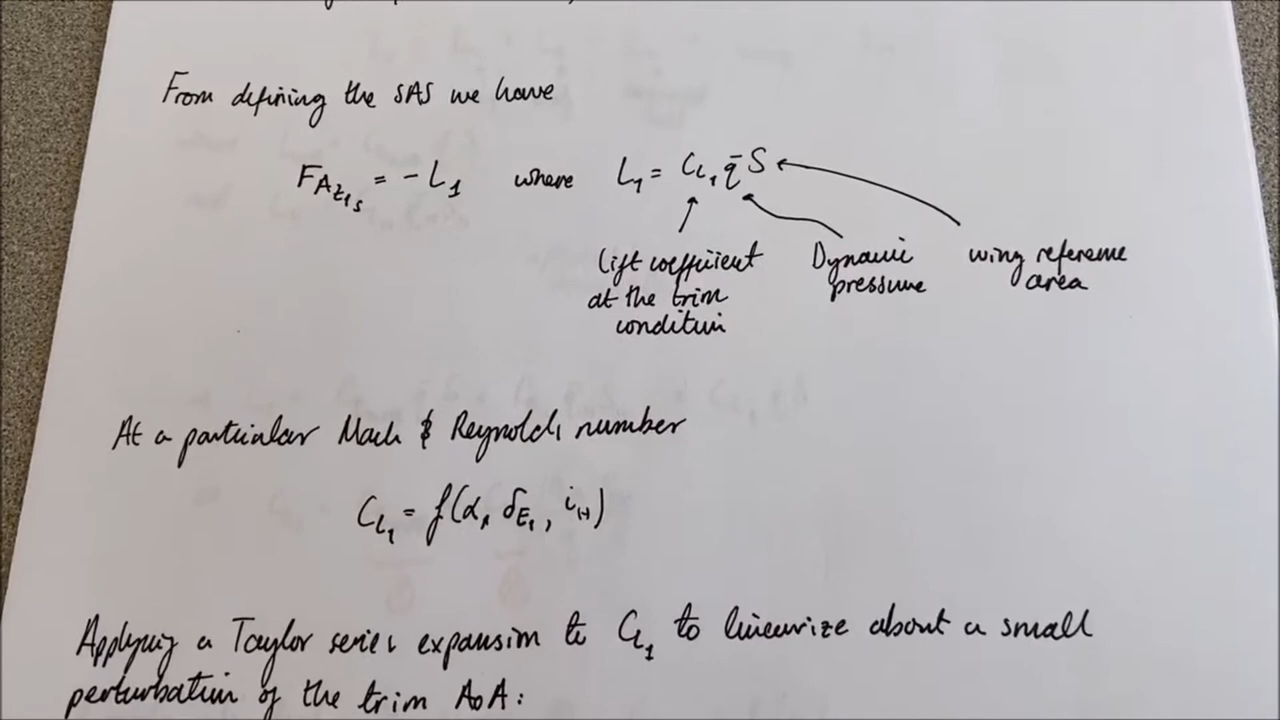 From defining the SAS we have
F_{A_{z_{1_S}}} = - L_1 where L_1 = C_{L_1} q̄ S
Lift coefficient
at the trim
condition
Dynamic
pressure
wing reference
area
At a particular Mach & Reynolds number
C_{L_1} = f(α_1, δ_{E_1}, i_H)
Applying a Taylor series expansion to C_{L_1} to linearize about a small
perturbation of the trim AoA: